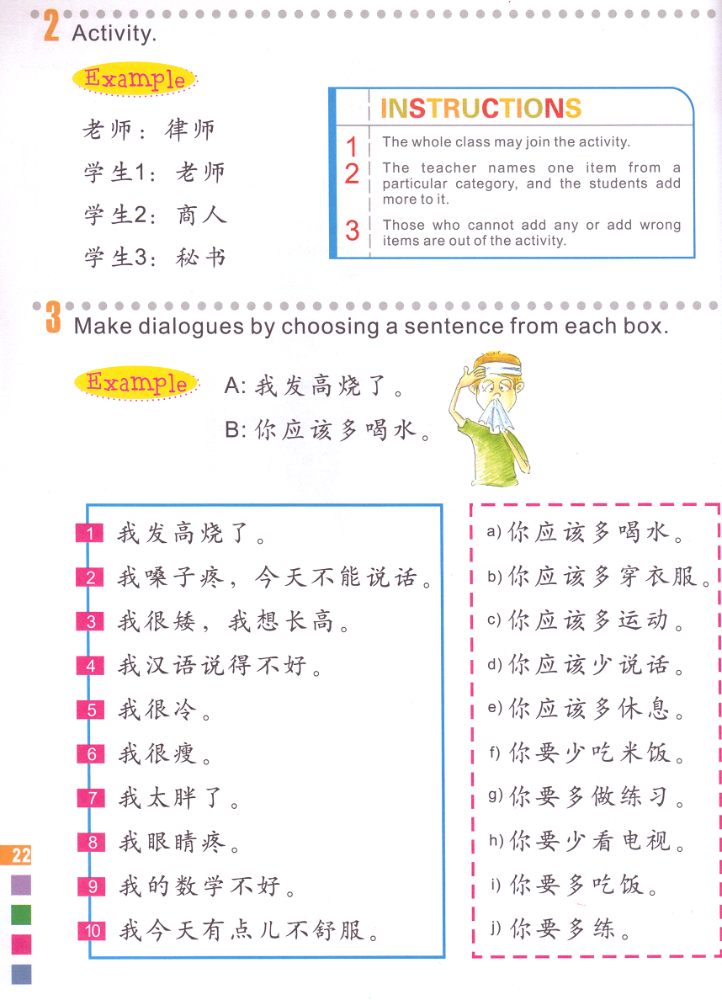 2 Activity.
Example
老师：律师
学生1：老师
学生2：商人
学生3：秘书
INSTRUCTIONS
1 The whole class may join the activity.
2 The teacher names one item from a
particular category, and the students add
more to it.
3 Those who cannot add any or add wrong
items are out of the activity.
3 Make dialogues by choosing a sentence from each box.
Example
A: 我发高烧了。
B: 你应该多喝水。
1 我发高烧了。
2 我嗓子疼，今天不能说话。
3 我很矮，我想长高。
4 我汉语说得不好。
5 我很冷。
6 我很瘦。
7 我太胖了。
8 我眼睛疼。
9 我的数学不好。
10 我今天有点儿不舒服。
a) 你应该多喝水。
b) 你应该多穿衣服。
c) 你应该多运动。
d) 你应该少说话。
e) 你应该多休息。
f) 你要少吃米饭。
g) 你要多做练习。
h) 你要少看电视。
i) 你要多吃饭。
j) 你要多练。
22